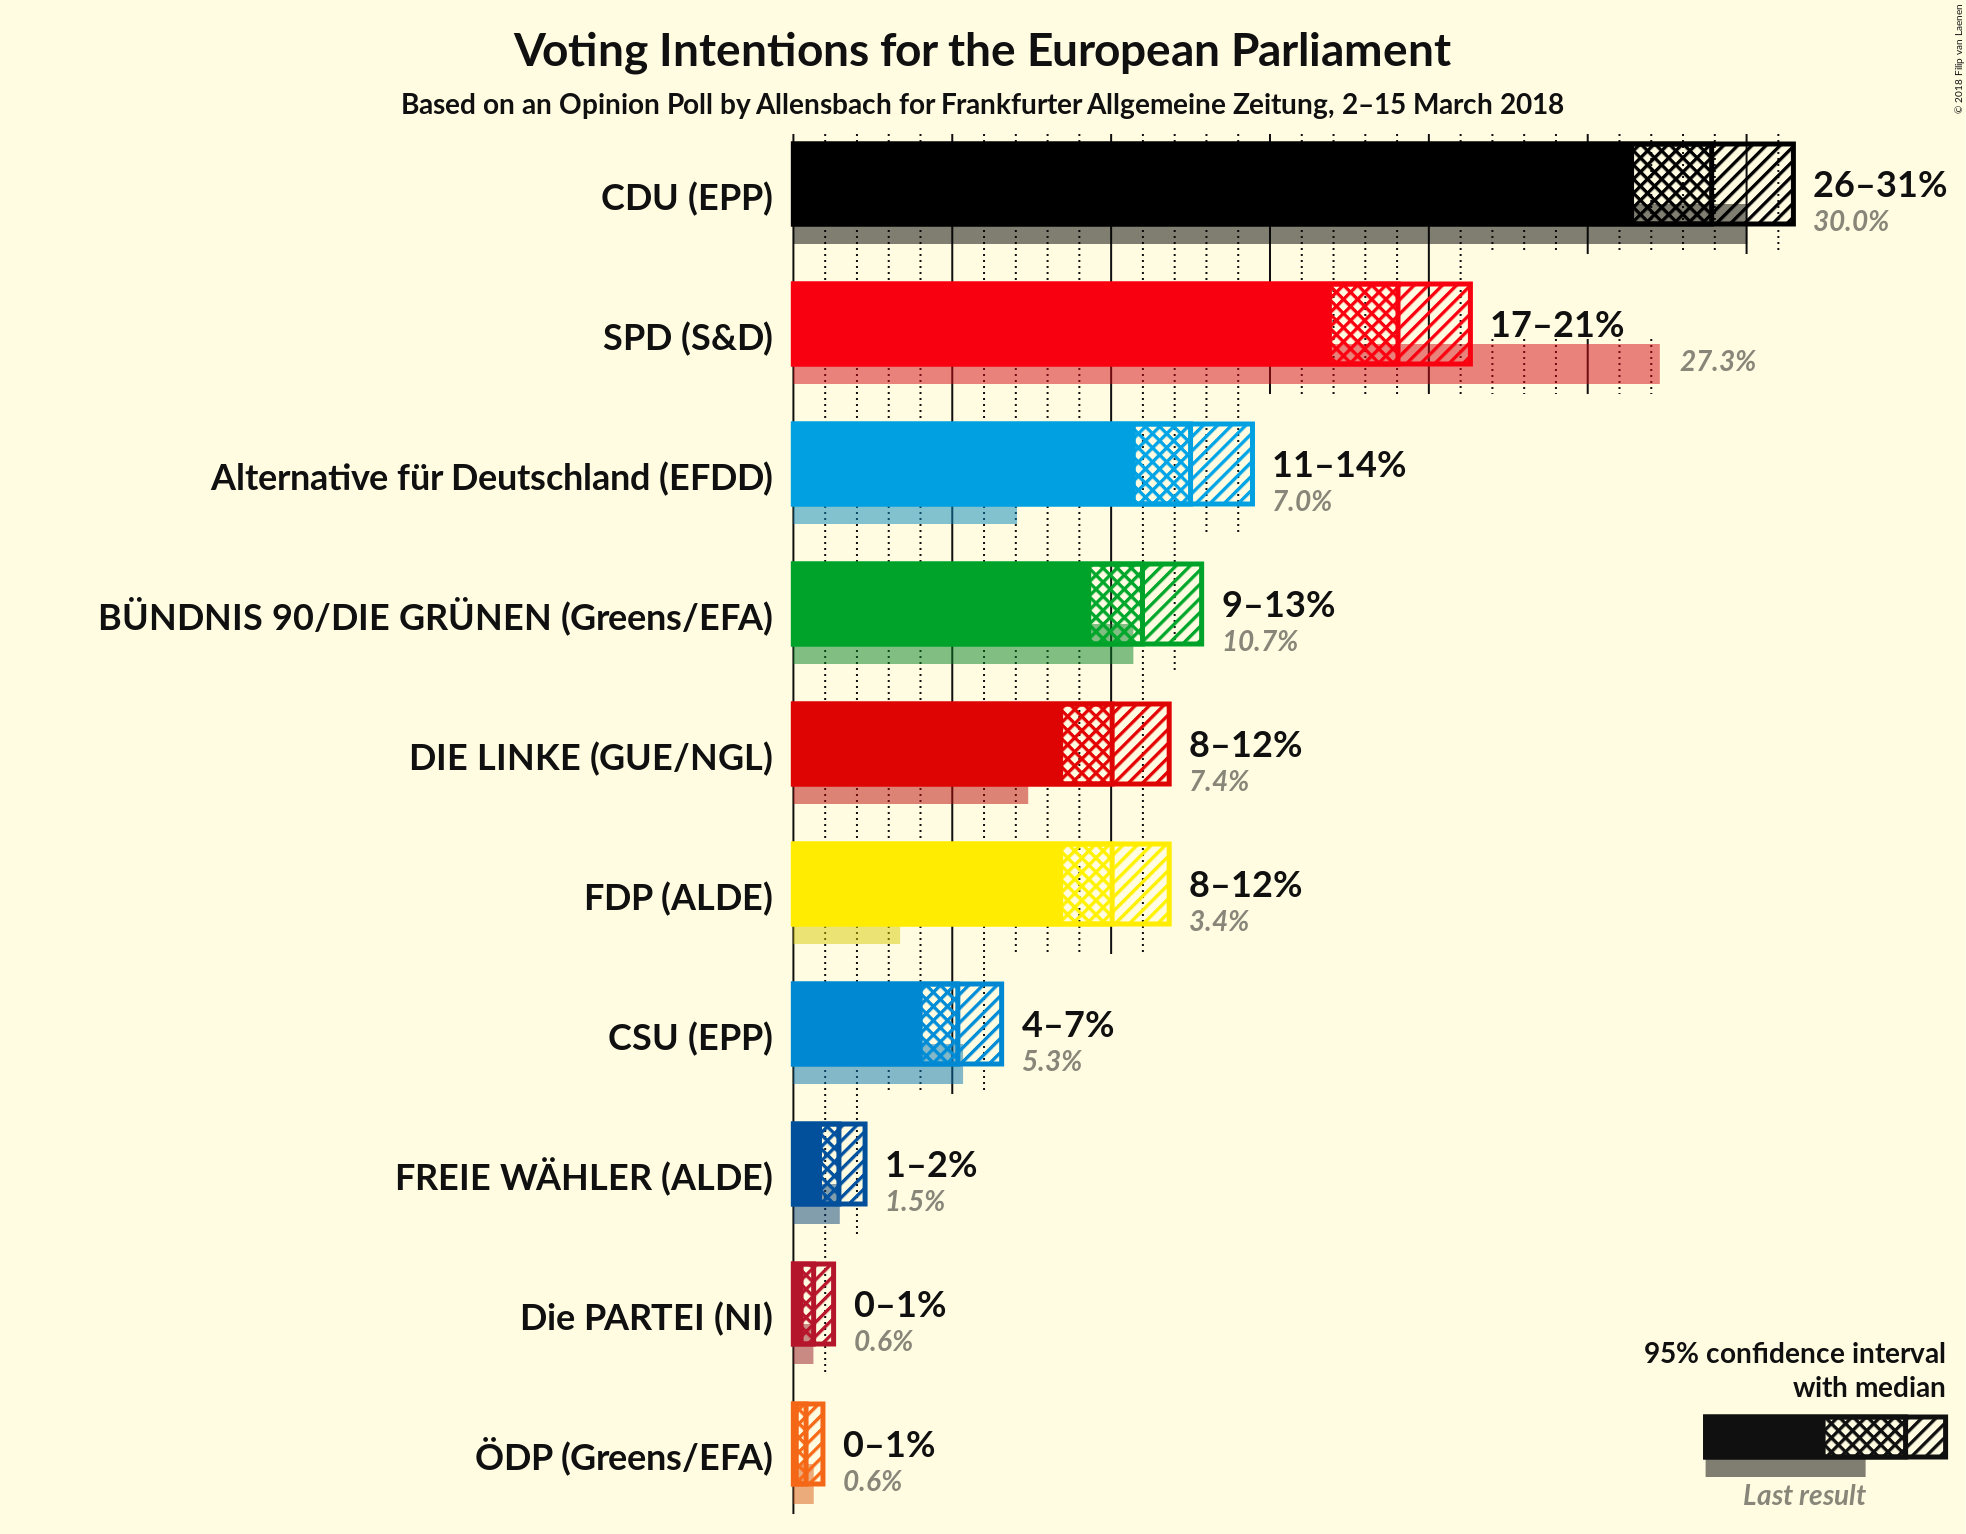 Voting Intentions for the European Parliament
Based on an Opinion Poll by Allensbach for Frankfurter Allgemeine Zeitung, 2–15 March 2018
© 2018 Filip van Laenen
CDU (EPP)
26–31%
30.0%
SPD (S&D)
17–21%
27.3%
Alternative für Deutschland (EFDD)
11–14%
7.0%
BÜNDNIS 90/DIE GRÜNEN (Greens/EFA)
9–13%
10.7%
DIE LINKE (GUE/NGL)
8–12%
7.4%
FDP (ALDE)
8–12%
3.4%
CSU (EPP)
4–7%
5.3%
FREIE WÄHLER (ALDE)
1–2%
1.5%
Die PARTEI (NI)
0–1%
0.6%
ÖDP (Greens/EFA)
0–1%
0.6%
95% confidence interval
with median
Last result